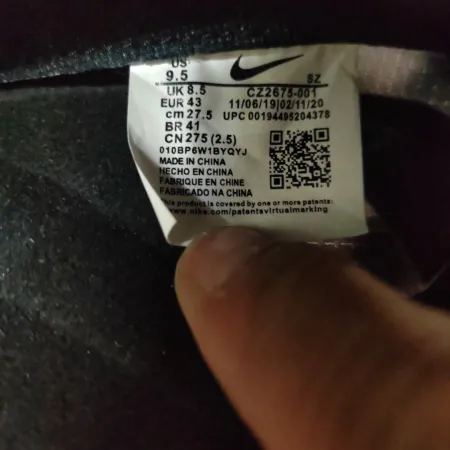 US
9.5 SZ
UK 8.5 CZ2675-001
EUR 43 11/06/19|02/11/20
cm 27.5 UPC 00194495204378
BR 41
CN 275 (2.5)
010BP6W1BYQYJ
MADE IN CHINA
HECHO EN CHINA
FABRIQUE EN CHINE
FABRICADO NA CHINA
This product is covered by one or more patents:
www.nike.com/patentsvirtualmarking